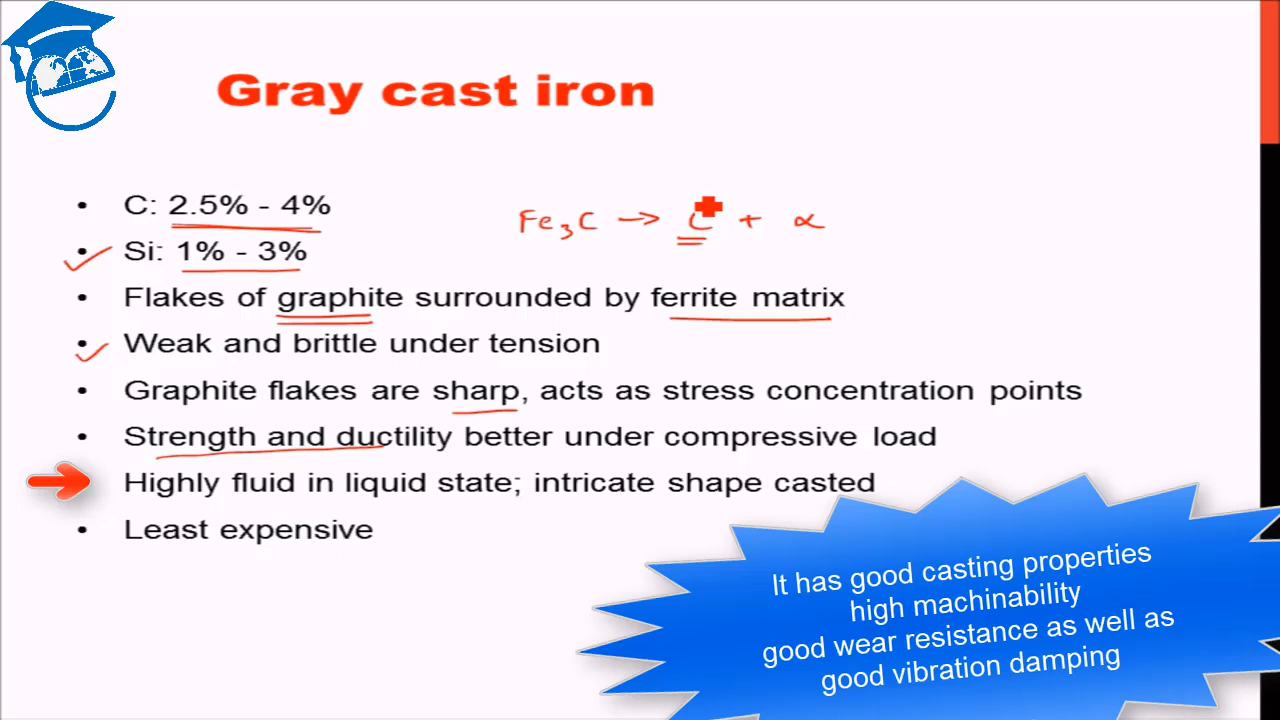 Gray cast iron
• C: 2.5% - 4%
Fe₃C → C + α
• Si: 1% - 3%
• Flakes of graphite surrounded by ferrite matrix
• Weak and brittle under tension
• Graphite flakes are sharp, acts as stress concentration points
• Strength and ductility better under compressive load
Highly fluid in liquid state; intricate shape casted
• Least expensive
It has good casting properties
high machinability
good wear resistance as well as
good vibration damping